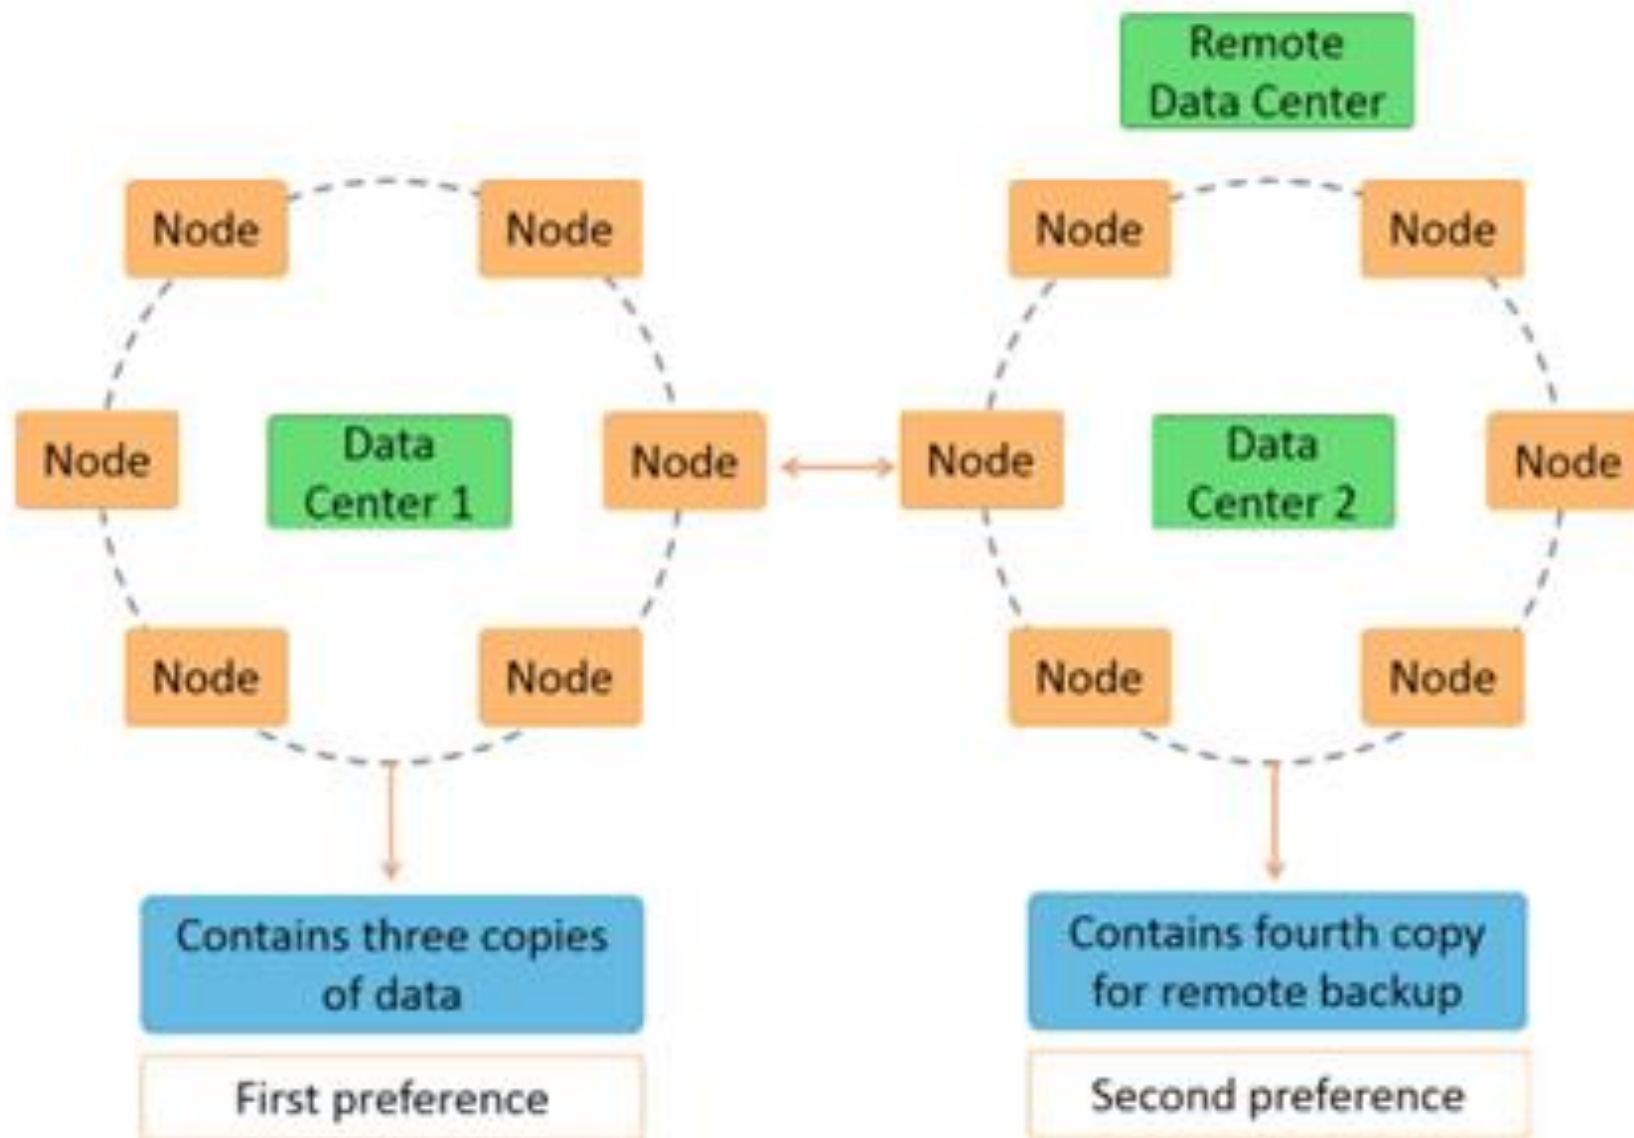 Remote
Data Center
Node
Node
Node
Node
Node
Data
Center 1
Node
Node
Data
Center 2
Node
Node
Node
Node
Node
Contains three copies
of data
Contains fourth copy
for remote backup
First preference
Second preference